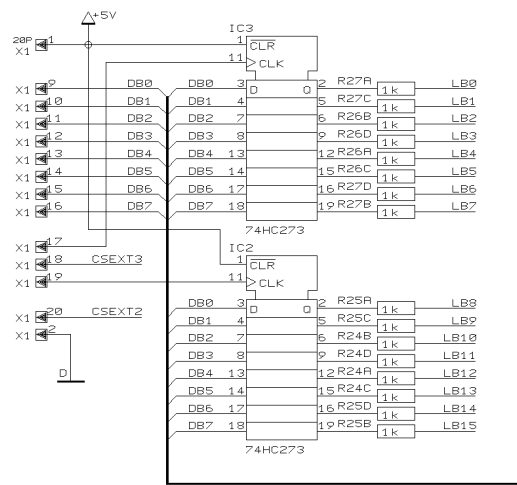 +5V
IC3
20P 1
X1
1 CLR
11 CLK
X1 9 DB0 DB0 3 D Q 2 R27A 1k LB0
X1 10 DB1 DB1 4 5 R27C 1k LB1
X1 11 DB2 DB2 7 6 R26B 1k LB2
X1 12 DB3 DB3 8 9 R26D 1k LB3
X1 13 DB4 DB4 13 12 R26A 1k LB4
X1 14 DB5 DB5 14 15 R26C 1k LB5
X1 15 DB6 DB6 17 16 R27D 1k LB6
X1 16 DB7 DB7 18 19 R27B 1k LB7
74HC273
X1 17
IC2
X1 18 CSEXT3
1 CLR
X1 19
11 CLK
DB0 3 D Q 2 R25A 1k LB8
X1 20 CSEXT2
DB1 4 5 R25C 1k LB9
X1 2
DB2 7 6 R24B 1k LB10
DB3 8 9 R24D 1k LB11
D
DB4 13 12 R24A 1k LB12
DB5 14 15 R24C 1k LB13
DB6 17 16 R25D 1k LB14
DB7 18 19 R25B 1k LB15
74HC273